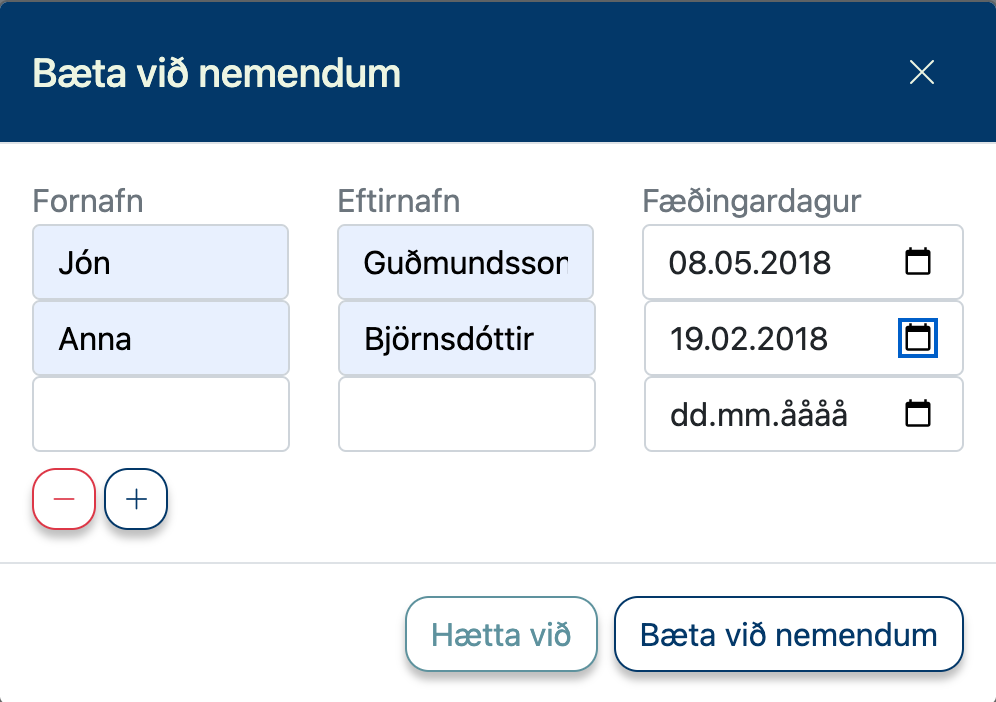 Bæta við nemendum
Fornafn Eftirnafn Fæðingardagur
Jón Guðmundsson 08.05.2018
Anna Björnsdóttir 19.02.2018
dd.mm.åååå
Hætta við Bæta við nemendum